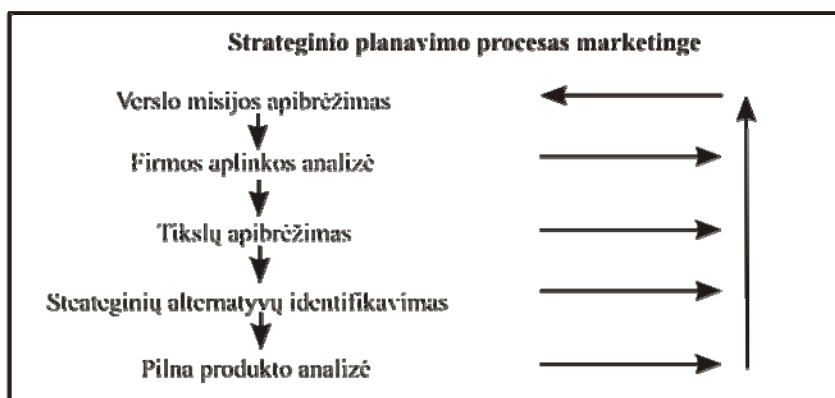 Strateginio planavimo procesas marketinge
Verslo misijos apibrėžimas
Firmos aplinkos analizė
Tikslų apibrėžimas
Steateginių alternatyvų identifikavimas
Pilna produkto analizė